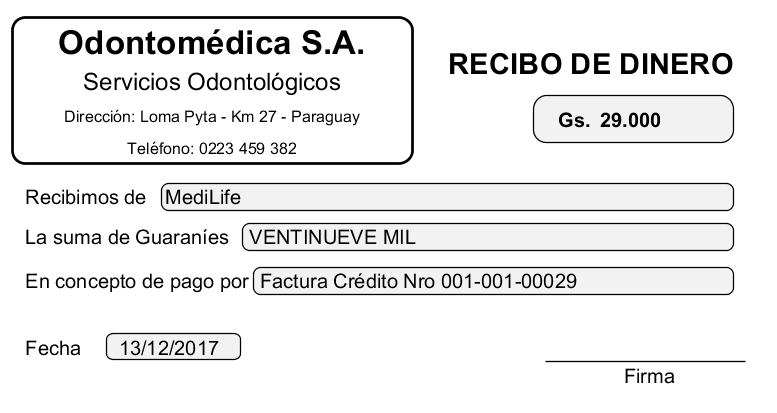 Odontomédica S.A.
Servicios Odontológicos
Dirección: Loma Pyta - Km 27 - Paraguay
Teléfono: 0223 459 382
RECIBO DE DINERO
Gs. 29.000
Recibimos de MediLife
La suma de Guaraníes VENTINUEVE MIL
En concepto de pago por Factura Crédito Nro 001-001-00029
Fecha 13/12/2017
Firma